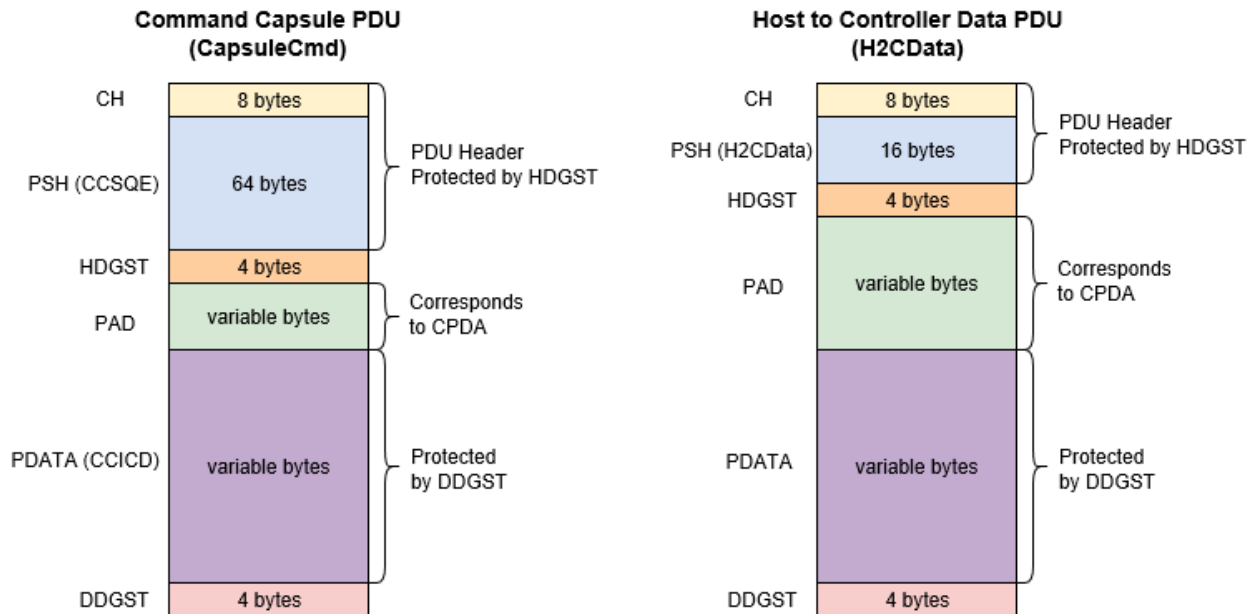 Command Capsule PDU
(CapsuleCmd)
CH
8 bytes
PSH (CCSQE)
64 bytes
PDU Header
Protected by HDGST
HDGST
4 bytes
PAD
variable bytes
Corresponds
to CPDA
PDATA (CCICD)
variable bytes
Protected
by DDGST
DDGST
4 bytes
Host to Controller Data PDU
(H2CData)
CH
8 bytes
PSH (H2CData)
16 bytes
PDU Header
Protected by HDGST
HDGST
4 bytes
PAD
variable bytes
Corresponds
to CPDA
PDATA
variable bytes
Protected
by DDGST
DDGST
4 bytes